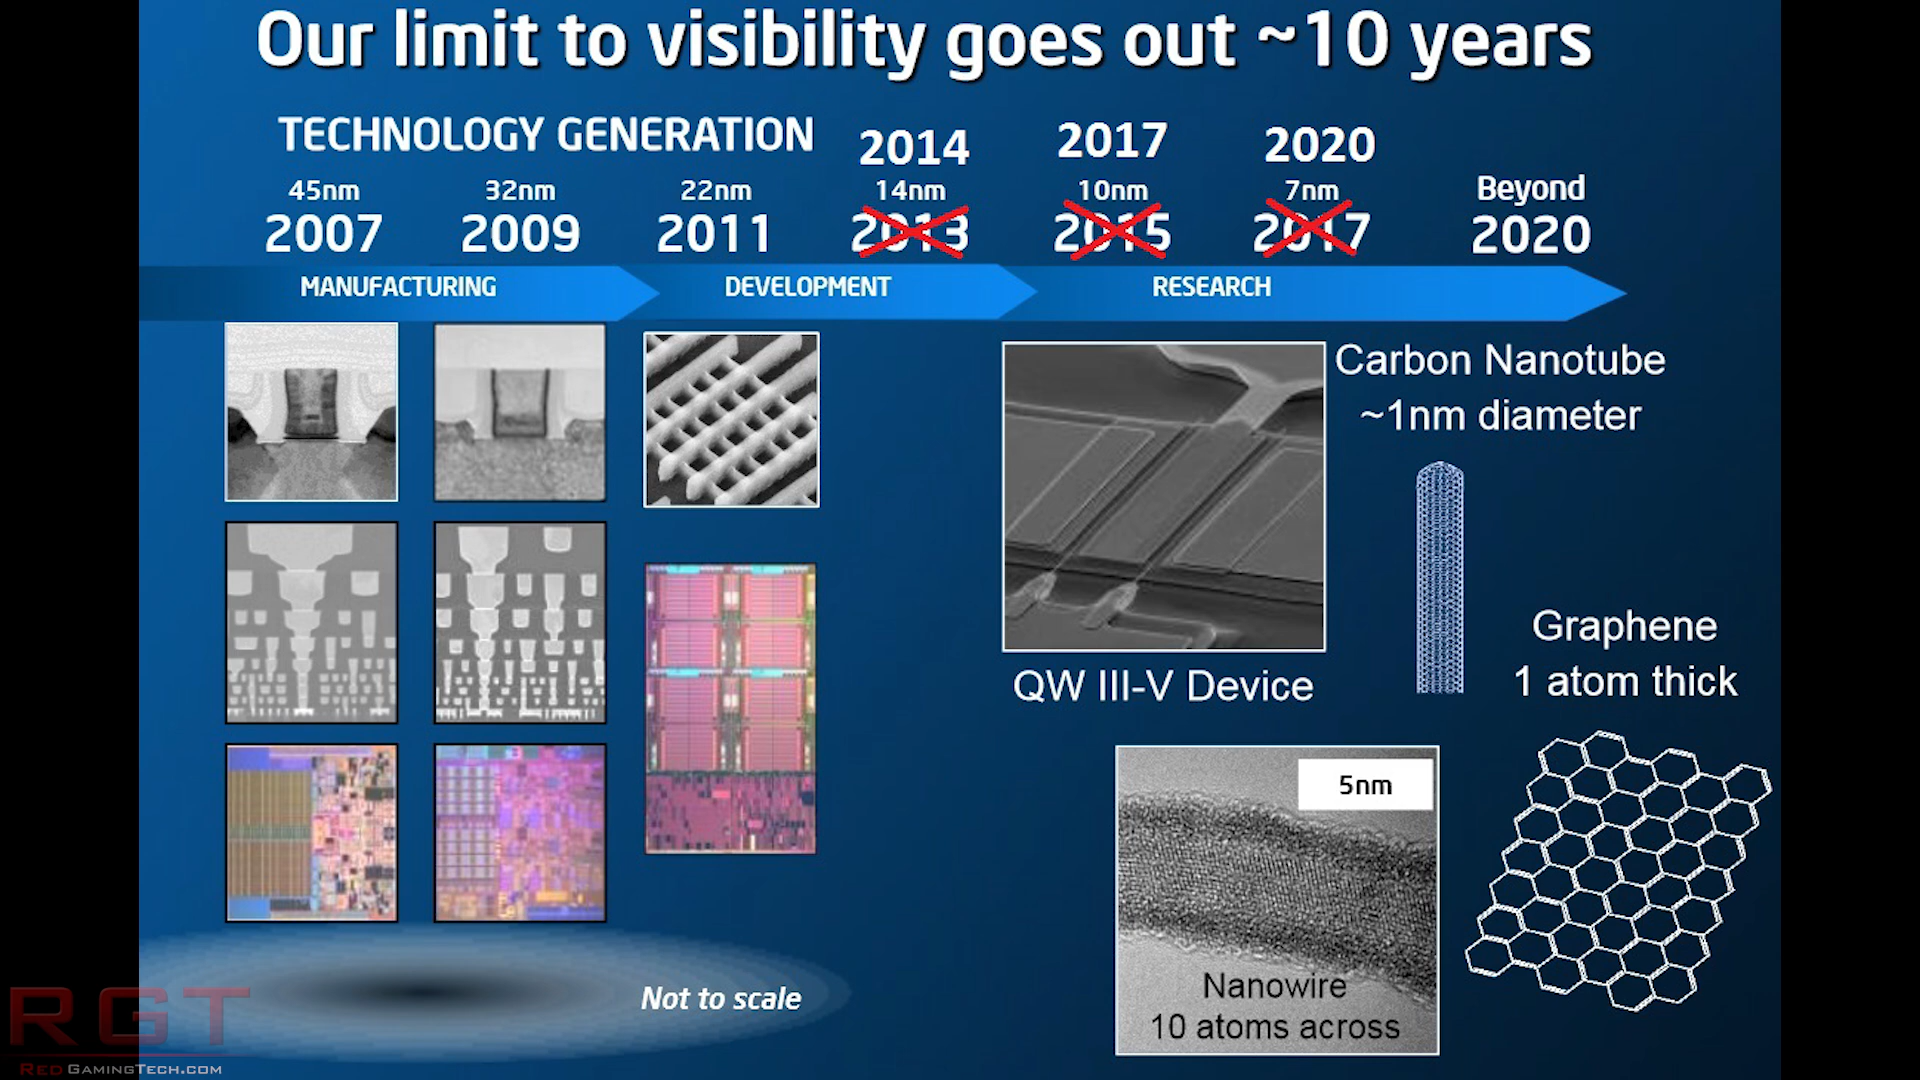 Our limit to visibility goes out ~10 years
TECHNOLOGY GENERATION
2014
2017
2020
45nm
32nm
22nm
14nm
10nm
7nm
Beyond
2007
2009
2011
2013
2015
2017
2020
MANUFACTURING
DEVELOPMENT
RESEARCH
Carbon Nanotube
~1nm diameter
QW III-V Device
Graphene
1 atom thick
5nm
Nanowire
10 atoms across
Not to scale
RGT
REDGAMINGTECH.COM